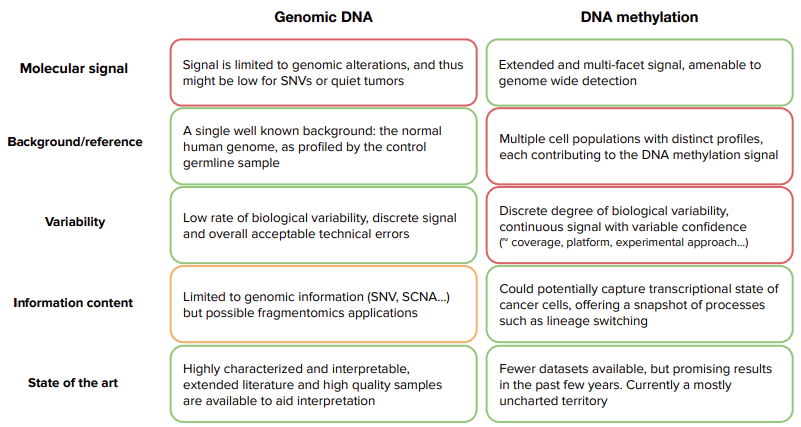 Genomic DNA
DNA methylation
Molecular signal
Signal is limited to genomic alterations, and thus
might be low for SNVs or quiet tumors
Extended and multi-facet signal, amenable to
genome wide detection
Background/reference
A single well known background: the normal
human genome, as profiled by the control
germline sample
Multiple cell populations with distinct profiles,
each contributing to the DNA methylation signal
Variability
Low rate of biological variability, discrete signal
and overall acceptable technical errors
Discrete degree of biological variability,
continuous signal with variable confidence
(~ coverage, platform, experimental approach...)
Information content
Limited to genomic information (SNV, SCNA...)
but possible fragmentomics applications
Could potentially capture transcriptional state of
cancer cells, offering a snapshot of processes
such as lineage switching
State of the art
Highly characterized and interpretable,
extended literature and high quality samples
are available to aid interpretation
Fewer datasets available, but promising results
in the past few years. Currently a mostly
uncharted territory